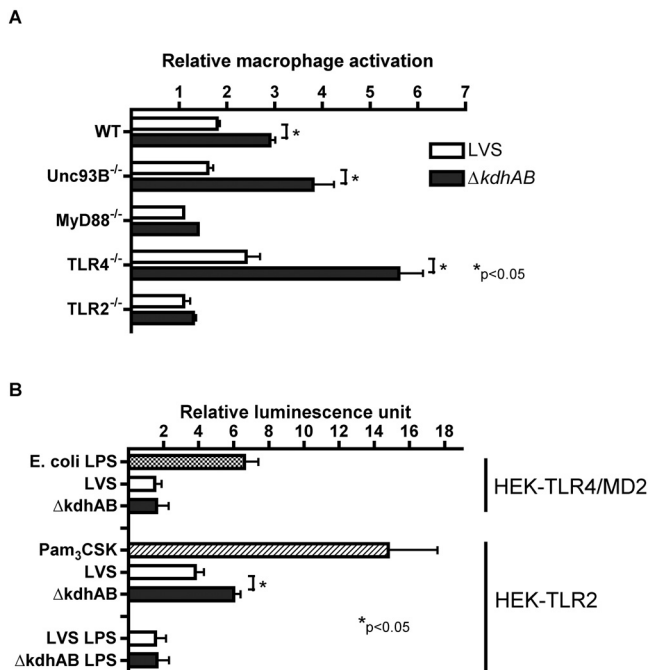 A
Relative macrophage activation
1 2 3 4 5 6 7
WT
*
LVS
Unc93B-/-
*
ΔkdhAB
MyD88-/-
TLR4-/-
*
*p<0.05
TLR2-/-
B
Relative luminescence unit
2 4 6 8 10 12 14 16 18
E. coli LPS
LVS
HEK-TLR4/MD2
ΔkdhAB
Pam3CSK
LVS
*
ΔkdhAB
HEK-TLR2
*p<0.05
LVS LPS
ΔkdhAB LPS